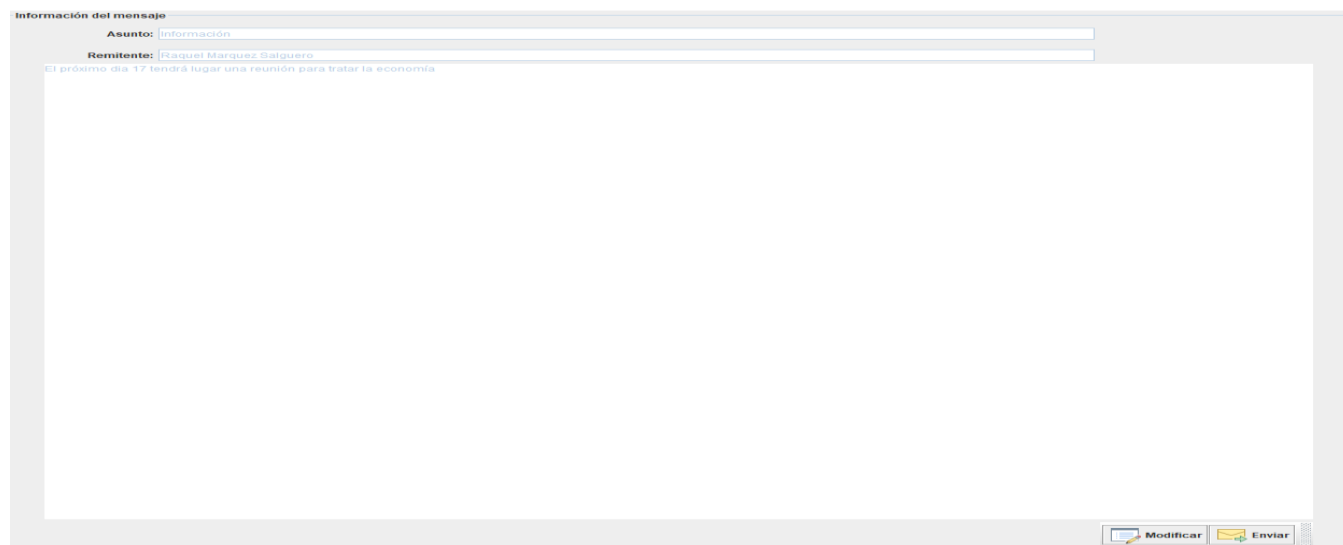 Información del mensaje
Asunto: Información
Remitente: Raquel Marquez Salguero
El próximo dia 17 tendrá lugar una reunión para tratar la economía
Modificar Enviar